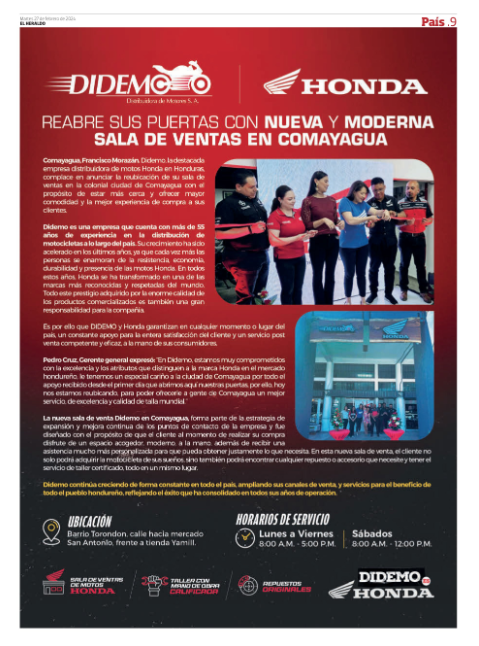 Martes 27 de febrero de 2024
EL HERALDO
País .9
DIDEMO
Distribuidora de Motores S. A.
HONDA
REABRE SUS PUERTAS CON NUEVA Y MODERNA
SALA DE VENTAS EN COMAYAGUA
Comayagua, Francisco Morazán. Didemo, la destacada
empresa distribuidora de motos Honda en Honduras,
complace en anunciar la reubicación de su sala de
ventas en la colonial ciudad de Comayagua con el
propósito de estar más cerca y ofrecer mayor
comodidad y la mejor experiencia de compra a sus
clientes.
Didemo es una empresa que cuenta con más de 55
años de experiencia en la distribución de
motocicletas a lo largo del país. Su crecimiento ha sido
acelerado en los últimos años, ya que cada vez más las
personas se enamoran de la resistencia, economía,
durabilidad y presencia de las motos Honda. En todos
estos años, Honda se ha transformado en una de las
marcas más reconocidas y respetadas del mundo.
Todo este prestigio adquirido por la enorme calidad de
los productos comercializados es también una gran
responsabilidad para la compañía.
Es por ello que DIDEMO y Honda garantizan en cualquier momento o lugar del
país, un constante apoyo para la entera satisfacción del cliente y un servicio post
venta competente y eficaz, a la mano de sus consumidores.
Pedro Cruz, Gerente general expresó: "En Didemo, estamos muy comprometidos
con la excelencia y los atributos que distinguen a la marca Honda en el mercado
hondureño, le tenemos un especial cariño a la ciudad de Comayagua por todo el
apoyo recibido desde el primer día que abrimos aquí nuestras puertas, por ello, hoy
nos estamos reubicando, para poder ofrecerle a gente de Comayagua un mejor
servicio, de excelencia y calidad de talla mundial."
La nueva sala de venta Didemo en Comayagua, forma parte de la estrategia de
expansión y mejora continua de los puntos de contacto de la empresa y fue
diseñado con el propósito de que el cliente al momento de realizar su compra
disfrute de un espacio acogedor, moderno; a la mano, además de recibir una
asistencia mucho más personalizada para que pueda obtener justamente lo que necesita. En esta nueva sala de venta, el cliente no
solo podrá adquirir la motocicleta de sus sueños, sino también podrá encontrar cualquier repuesto o accesorio que necesite y tener el
servicio de taller certificado, todo en un mismo lugar.
Didemo continúa creciendo de forma constante en todo el país, ampliando sus canales de venta, y servicios para el beneficio de
todo el pueblo hondureño, reflejando el éxito que ha consolidado en todos sus años de operación.
UBICACIÓN
Barrio Torondon, calle hacia mercado
San Antonio, frente a tienda Yamill.
HORARIOS DE SERVICIO
Lunes a Viernes
8:00 A.M. - 5:00 P.M.
Sábados
8:00 A.M. - 12:00 P.M.
SALA DE VENTAS
DE MOTOS
HONDA
TALLER CON
MANO DE OBRA
CALIFICADA
REPUESTOS
ORIGINALES
DIDEMO
HONDA